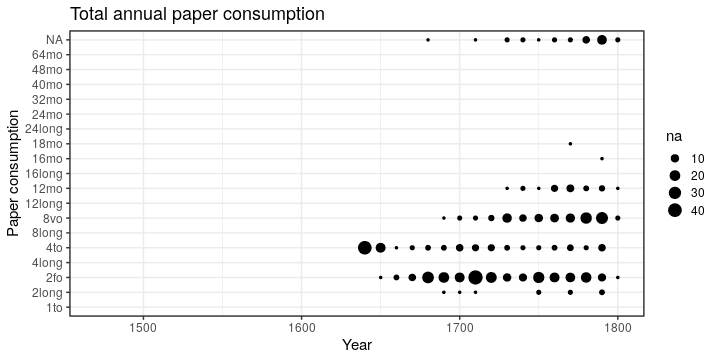 Total annual paper consumption
Paper consumption
NA
64mo
48mo
40mo
32mo
24mo
24long
18mo
16mo
16long
12mo
12long
8vo
8long
4to
4long
2fo
2long
1to
1500
1600
1700
1800
Year
na
10
20
30
40